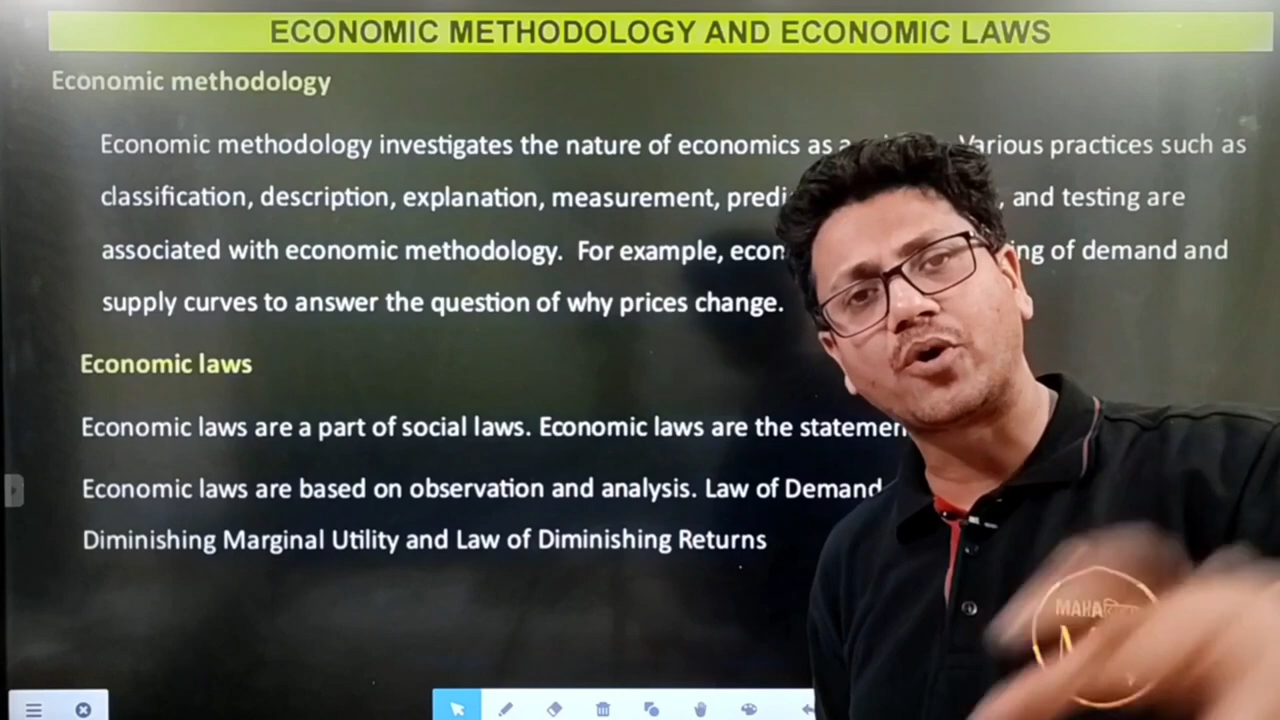 ECONOMIC METHODOLOGY AND ECONOMIC LAWS
Economic methodology
Economic methodology investigates the nature of economics as a Various practices such as
classification, description, explanation, measurement, , and testing are
associated with economic methodology. For example, of demand and
supply curves to answer the question of why prices change.
Economic laws
Economic laws are a part of social laws. Economic laws are the
Economic laws are based on observation and analysis. Law of Demand
Diminishing Marginal Utility and Law of Diminishing Returns
MAHA